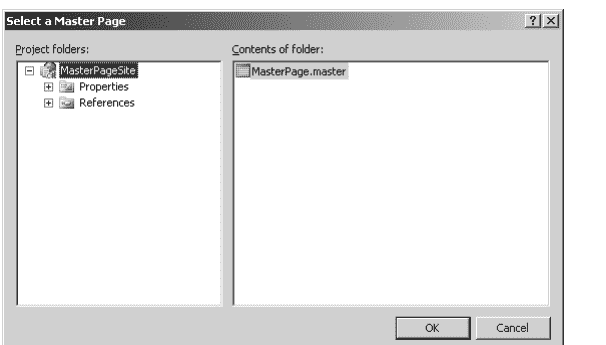 Select a Master Page
Project folders:
MasterPageSite
Properties
References
Contents of folder:
MasterPage.master
OK
Cancel